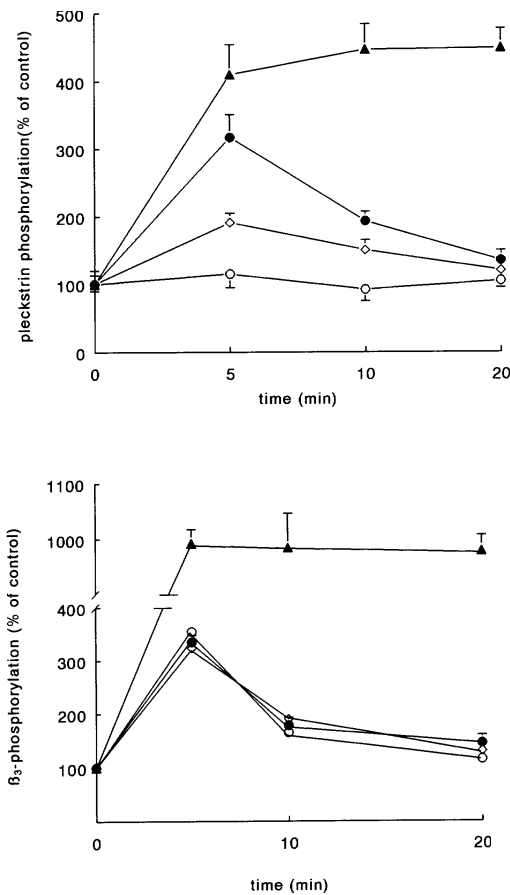 500
400
300
200
100
0
pleckstrin phosphorylation(% of control)
0 5 10 20
time (min)
1100
1000
400
300
200
100
ß₃-phosphorylation (% of control)
0 10 20
time (min)